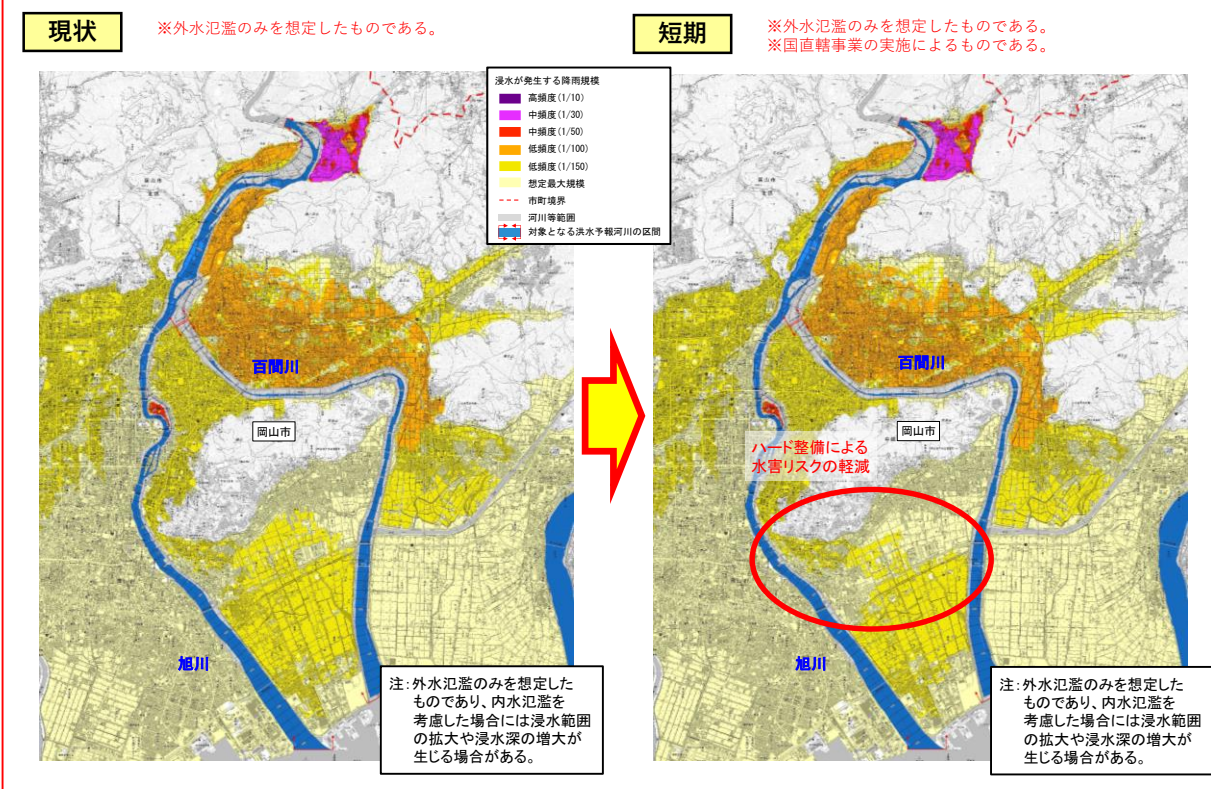 現状
※外水氾濫のみを想定したものである。
短期
※外水氾濫のみを想定したものである。
※国直轄事業の実施によるものである。
浸水が発生する降雨規模
高頻度(1/10)
中頻度(1/30)
中頻度(1/50)
低頻度(1/100)
低頻度(1/150)
想定最大規模
市町境界
河川等範囲
対象となる洪水予報河川の区間
百間川
岡山市
旭川
注:外水氾濫のみを想定した
ものであり、内水氾濫を
考慮した場合には浸水範囲
の拡大や浸水深の増大が
生じる場合がある。
百間川
岡山市
ハード整備による
水害リスクの軽減
旭川
注:外水氾濫のみを想定した
ものであり、内水氾濫を
考慮した場合には浸水範囲
の拡大や浸水深の増大が
生じる場合がある。